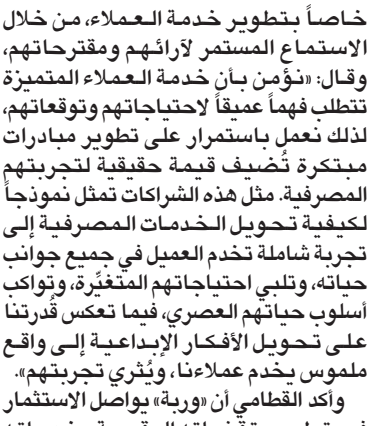 خاصاً بتطوير خدمة العملاء، من خلال
الاستماع المستمر لآرائهم ومقترحاتهم،
وقال: «نؤمن بأن خدمة العملاء المتميزة
تتطلب فهماً عميقاً لاحتياجاتهم وتوقعاتهم،
لذلك نعمل باستمرار على تطوير مبادرات
مبتكرة تُضيف قيمة حقيقية لتجربتهم
المصرفية. مثل هذه الشراكات تمثل نموذجاً
لكيفية تحويل الخدمات المصرفية إلى
تجربة شاملة تخدم العميل في جميع جوانب
حياته، وتلبي احتياجاتهم المتغيِّرة، وتواكب
أسلوب حياتهم العصري، فيما تعكس قُدرتنا
على تحويل الأفكار الإبداعية إلى واقع
ملموس يخدم عملاءنا، ويُثري تجربتهم».
وأكد القطامي أن «وربة» يواصل الاستثمار